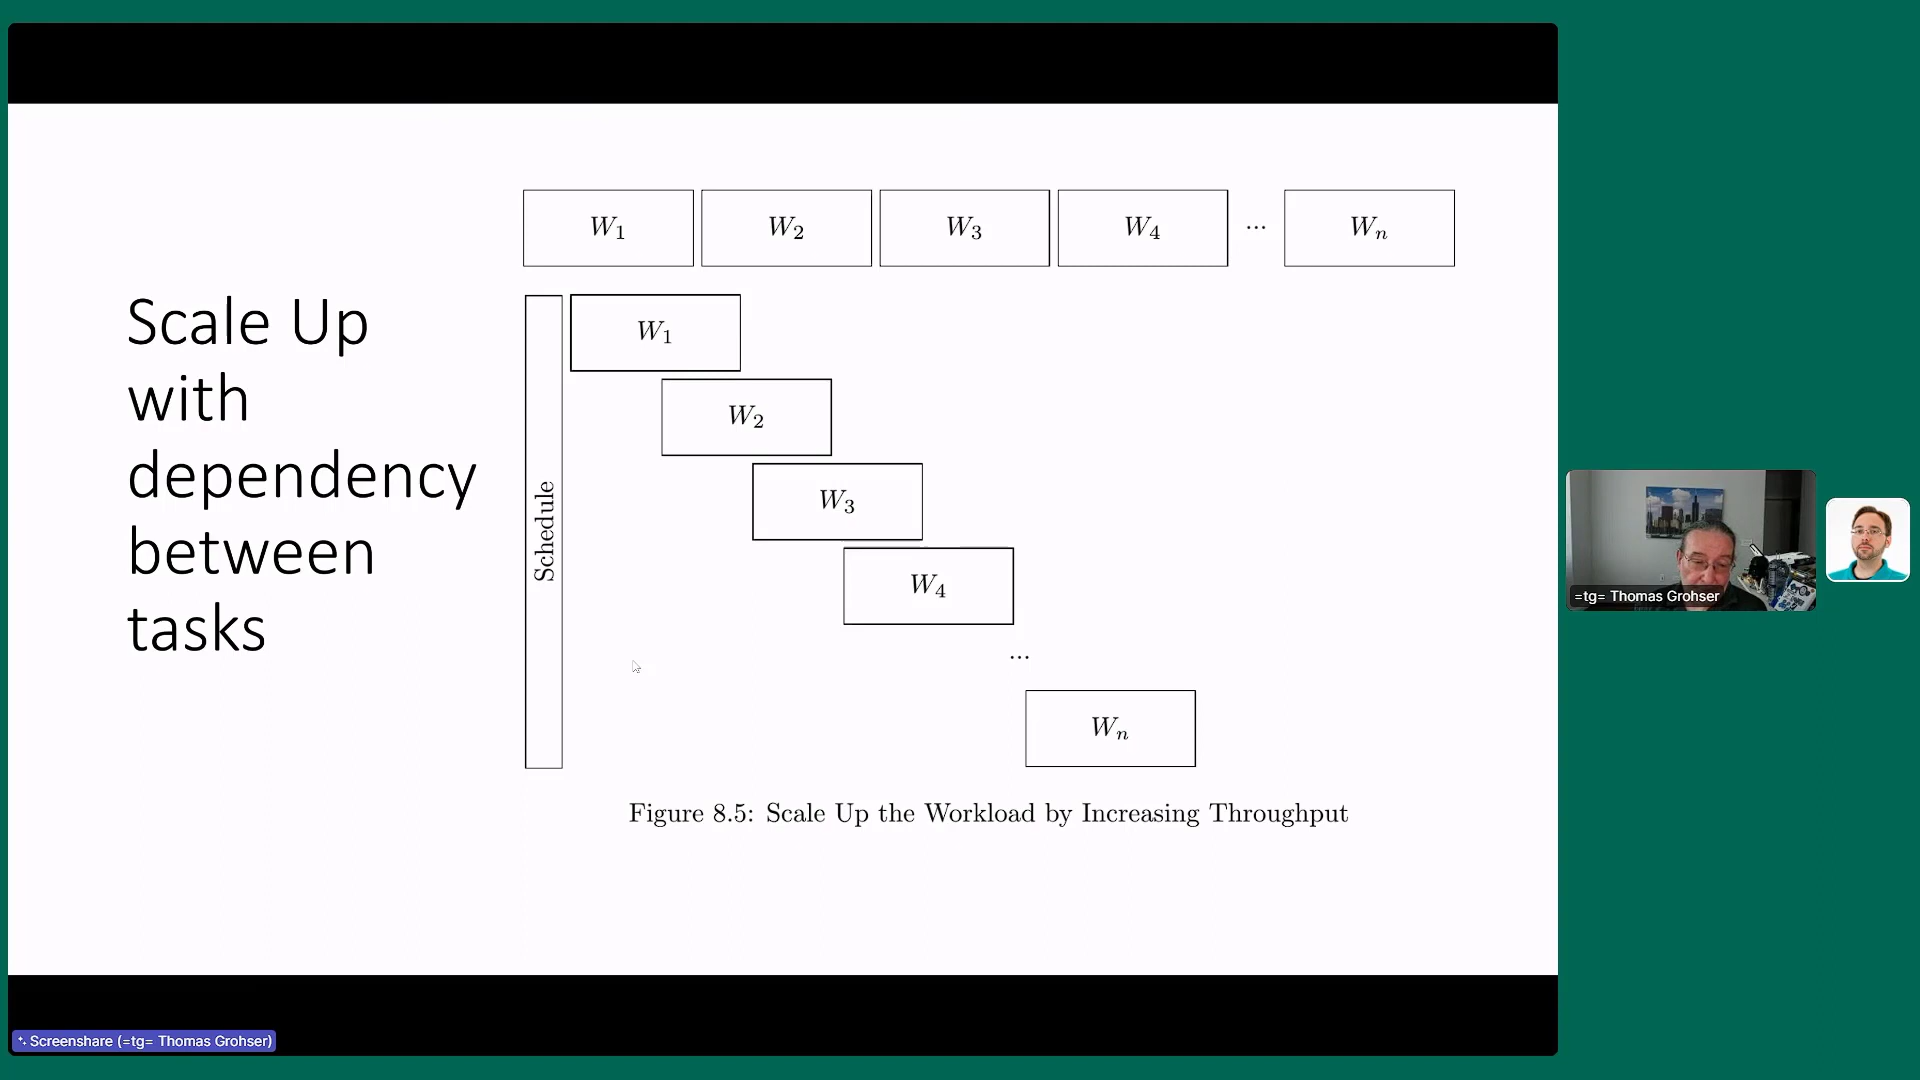 Scale Up
with
dependency
between
tasks
W₁ W₂ W₃ W₄ ... Wₙ
Schedule
W₁
W₂
W₃
W₄
...
Wₙ
Figure 8.5: Scale Up the Workload by Increasing Throughput
=tg= Thomas Grohser
Screenshare (=tg= Thomas Grohser)